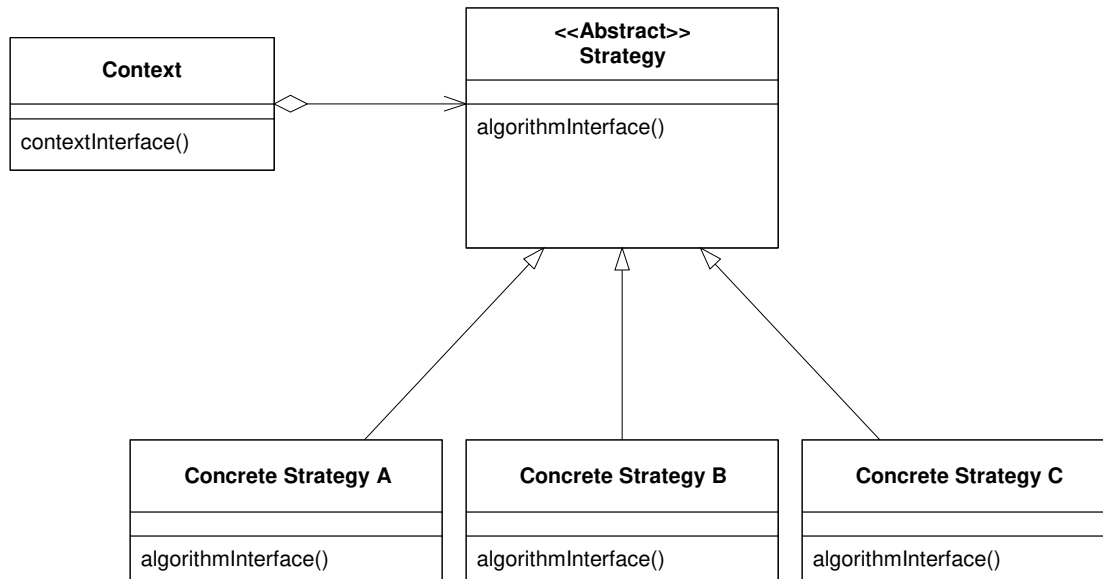 Context
contextInterface()
<<Abstract>>
Strategy
algorithmInterface()
Concrete Strategy A
algorithmInterface()
Concrete Strategy B
algorithmInterface()
Concrete Strategy C
algorithmInterface()